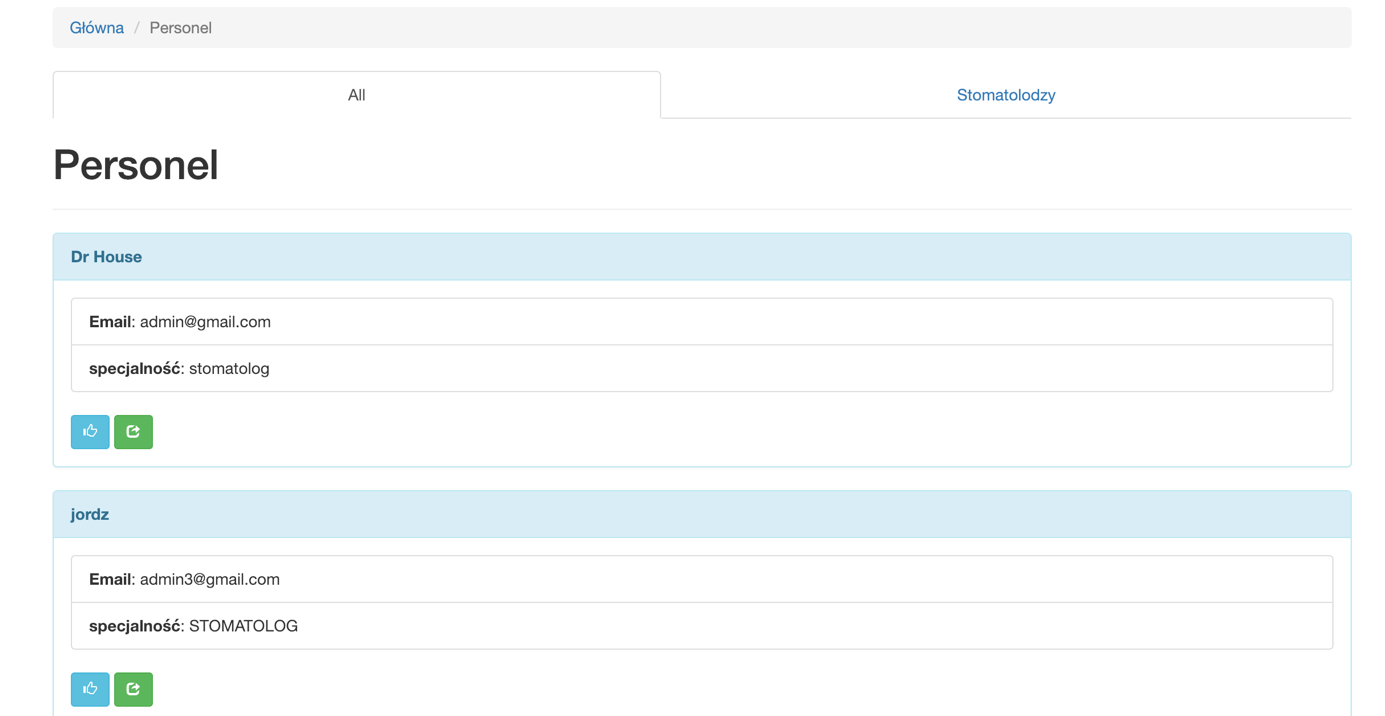 Główna / Personel
All
Stomatolodzy
Personel
Dr House
Email: admin@gmail.com
specjalność: stomatolog
jordz
Email: admin3@gmail.com
specjalność: STOMATOLOG